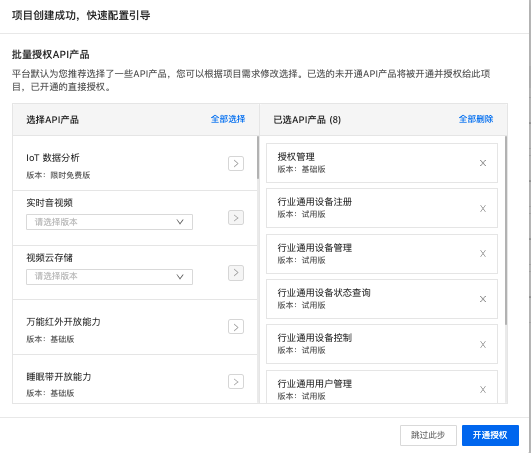 项目创建成功，快速配置引导
批量授权API产品
平台默认为您推荐选择了一些API产品，您可以根据项目需求修改选择。已选的未开通API产品将被开通并授权给此项
目，已开通的直接授权。
选择API产品
全部选择
IoT 数据分析
版本：限时免费版
实时音视频
请选择版本
视频云存储
请选择版本
万能红外开放能力
版本：基础版
睡眠带开放能力
版本：基础版
已选API产品 (8)
全部删除
授权管理
版本：基础版
行业通用设备注册
版本：试用版
行业通用设备管理
版本：试用版
行业通用设备状态查询
版本：试用版
行业通用设备控制
版本：试用版
行业通用用户管理
版本：试用版
跳过此步
开通授权